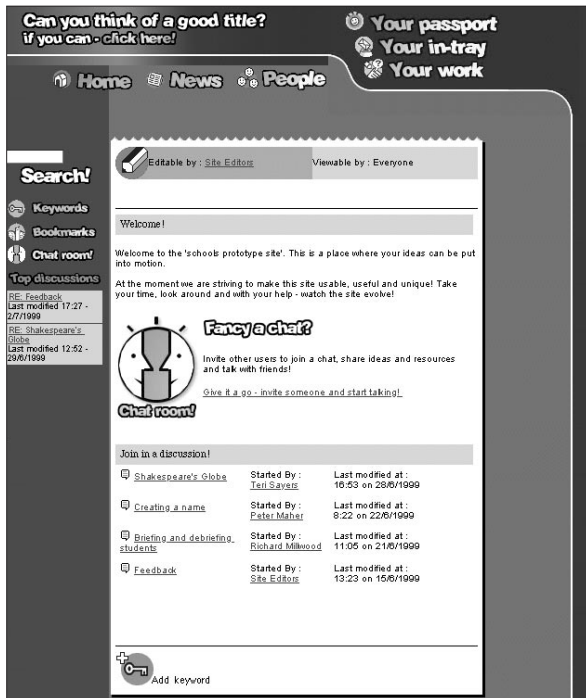 Can you think of a good title?
if you can - click here!
Your passport
Your in-tray
Your work
Home News People
Search!
Keywords
Bookmarks
Chat room!
Top discussions
RE: Feedback
Last modified 17:27 -
2/7/1999
RE: Shakespeare's
Globe
Last modified 12:52 -
29/6/1999
Editable by : Site Editors Viewable by : Everyone
Welcome!
Welcome to the 'schools prototype site'. This is a place where your ideas can be put
into motion.
At the moment we are striving to make this site usable, useful and unique! Take
your time, look around and with your help - watch the site evolve!
Fancy a chat?
Invite other users to join a chat, share ideas and resources
and talk with friends!
Give it a go - invite someone and start talking!
Chat room!
Join in a discussion!
Shakespeare's Globe Started By : Last modified at :
Teri Sayers 16:53 on 28/6/1999
Creating a name Started By : Last modified at :
Peter Maher 8:22 on 22/6/1999
Briefing and debriefing Started By : Last modified at :
students Richard Millwood 11:05 on 21/6/1999
Feedback Started By : Last modified at :
Site Editors 13:23 on 15/6/1999
Add keyword